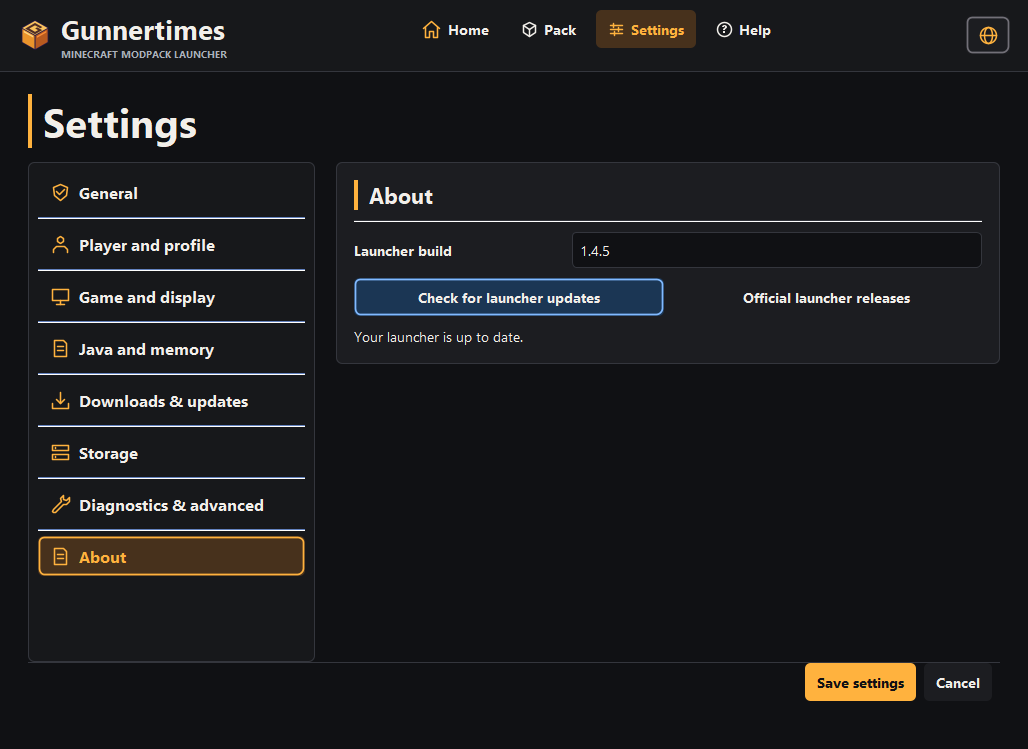 Gunnertimes
MINECRAFT MODPACK LAUNCHER
Home
Pack
Settings
Help
Settings
General
Player and profile
Game and display
Java and memory
Downloads & updates
Storage
Diagnostics & advanced
About
About
Launcher build
1.4.5
Check for launcher updates
Official launcher releases
Your launcher is up to date.
Save settings
Cancel